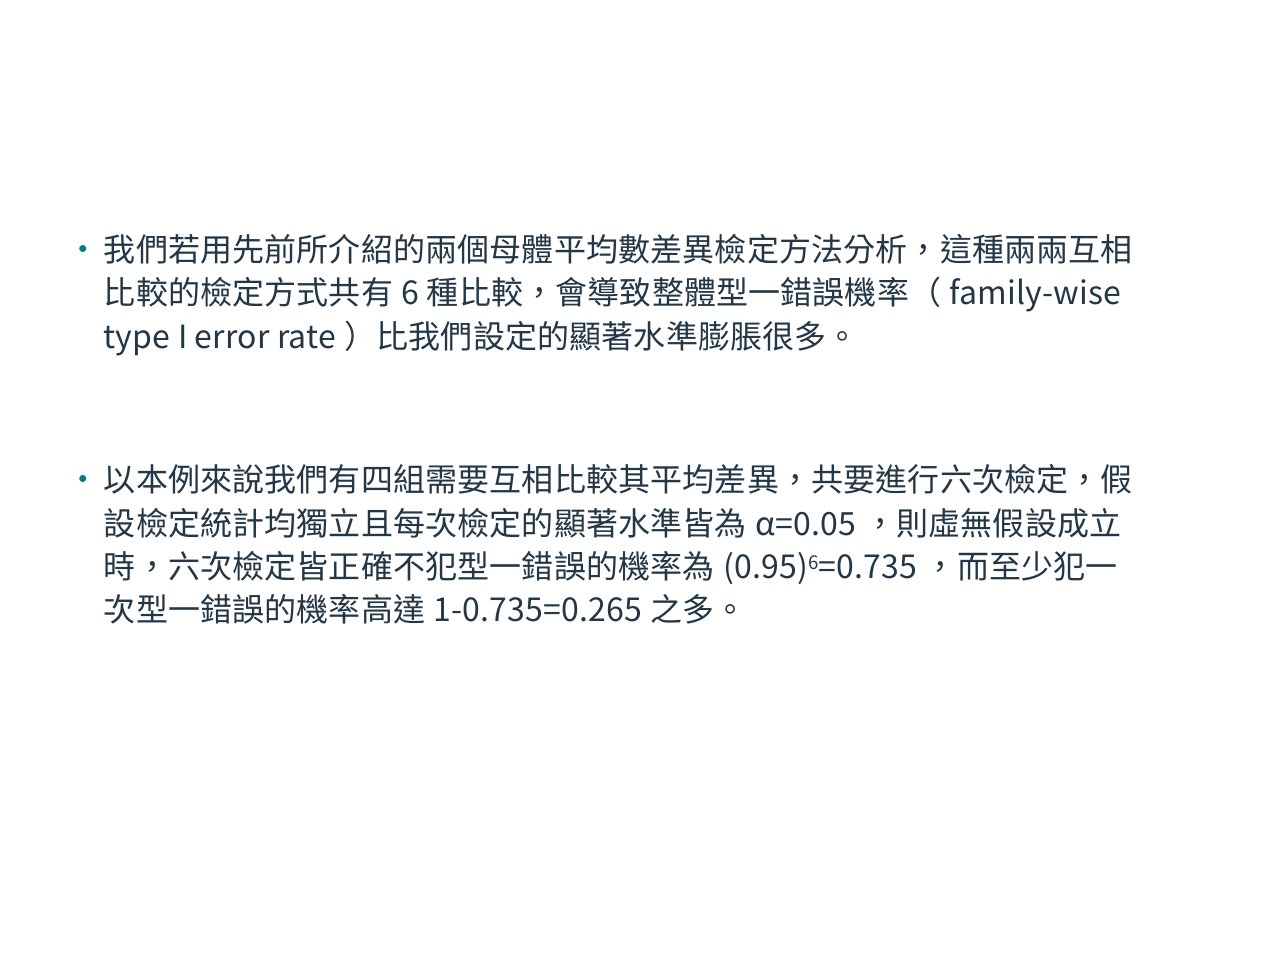 • 我們若用先前所介紹的兩個母體平均數差異檢定方法分析，這種兩兩互相
比較的檢定方式共有 6 種比較，會導致整體型一錯誤機率（ family-wise
type I error rate ）比我們設定的顯著水準膨脹很多。
• 以本例來說我們有四組需要互相比較其平均差異，共要進行六次檢定，假
設檢定統計均獨立且每次檢定的顯著水準皆為 α=0.05 ，則虛無假設成立
時，六次檢定皆正確不犯型一錯誤的機率為 (0.95)⁶=0.735 ，而至少犯一
次型一錯誤的機率高達 1-0.735=0.265 之多。